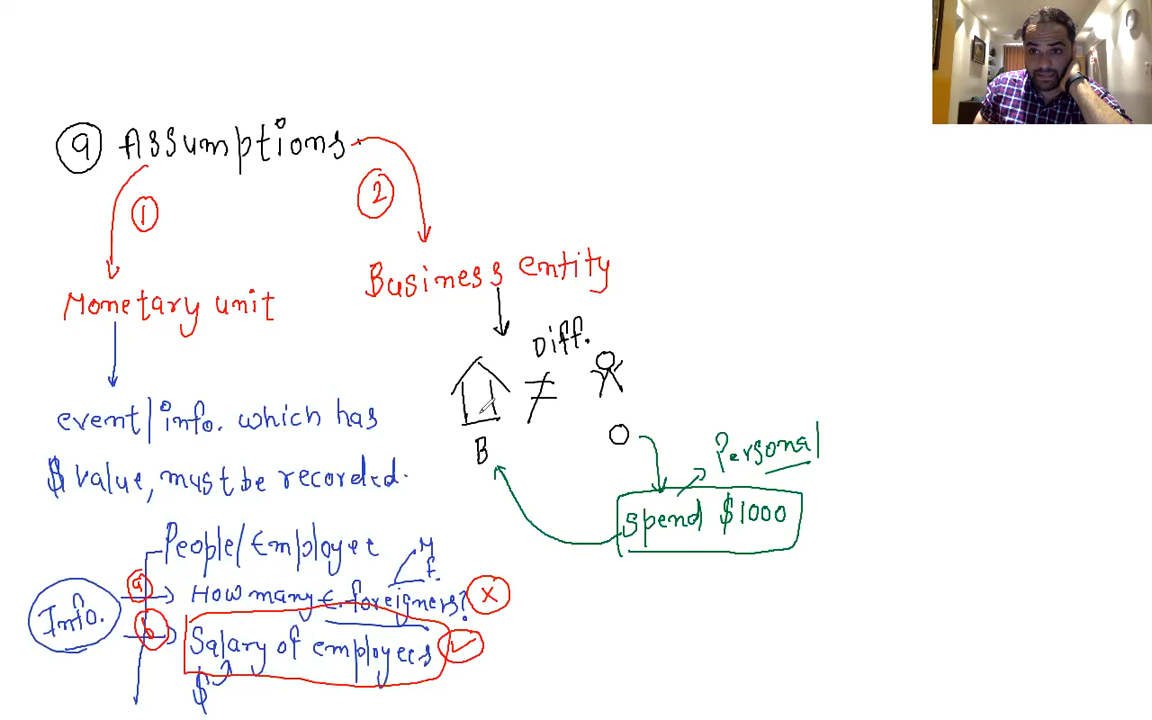 9 Assumptions
1
2
Monetary unit
Business entity
Diff.
≠
B
O
event/info. which has
$ value, must be recorded.
Personal
Spend $1000
People/Employee
M
F.
Info.
a How many E. foreigners? X
b Salary of employees ✓
$